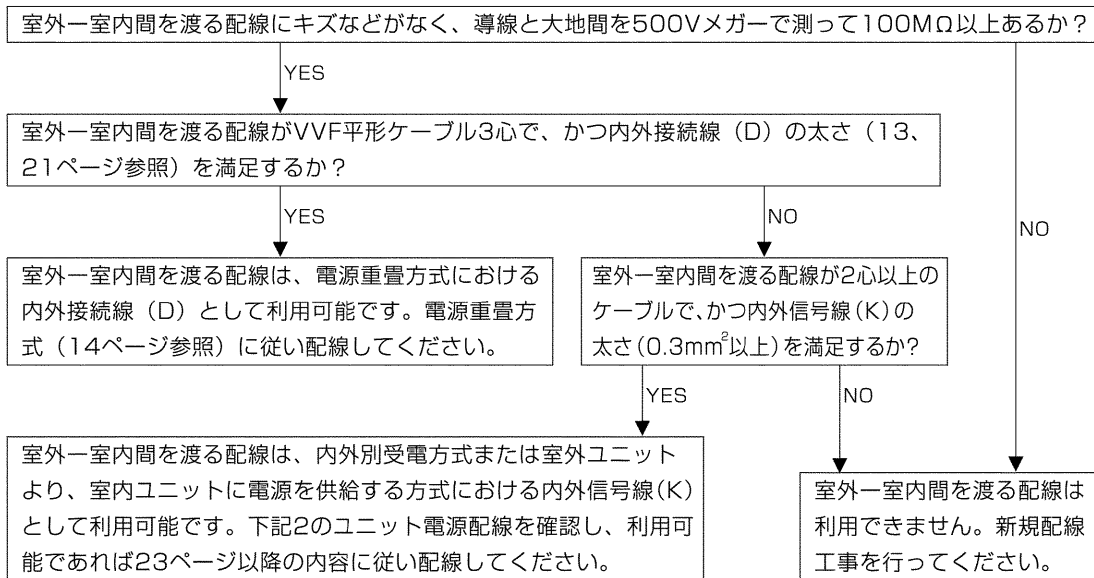 室外ー室内間を渡る配線にキズなどがなく、導線と大地間を500Vメガーで測って100MΩ以上あるか？
YES
室外ー室内間を渡る配線がVVF平形ケーブル3心で、かつ内外接続線（D）の太さ（13、
21ページ参照）を満足するか？
YES
NO
NO
室外ー室内間を渡る配線は、電源重畳方式における
内外接続線（D）として利用可能です。電源重畳方
式（14ページ参照）に従い配線してください。
室外ー室内間を渡る配線が2心以上の
ケーブルで、かつ内外信号線（K）の
太さ（0.3mm²以上）を満足するか？
YES
NO
室外ー室内間を渡る配線は、内外別受電方式または室外ユニット
より、室内ユニットに電源を供給する方式における内外信号線（K）
として利用可能です。下記2のユニット電源配線を確認し、利用可
能であれば23ページ以降の内容に従い配線してください。
室外ー室内間を渡る配線は
利用できません。新規配線
工事を行ってください。